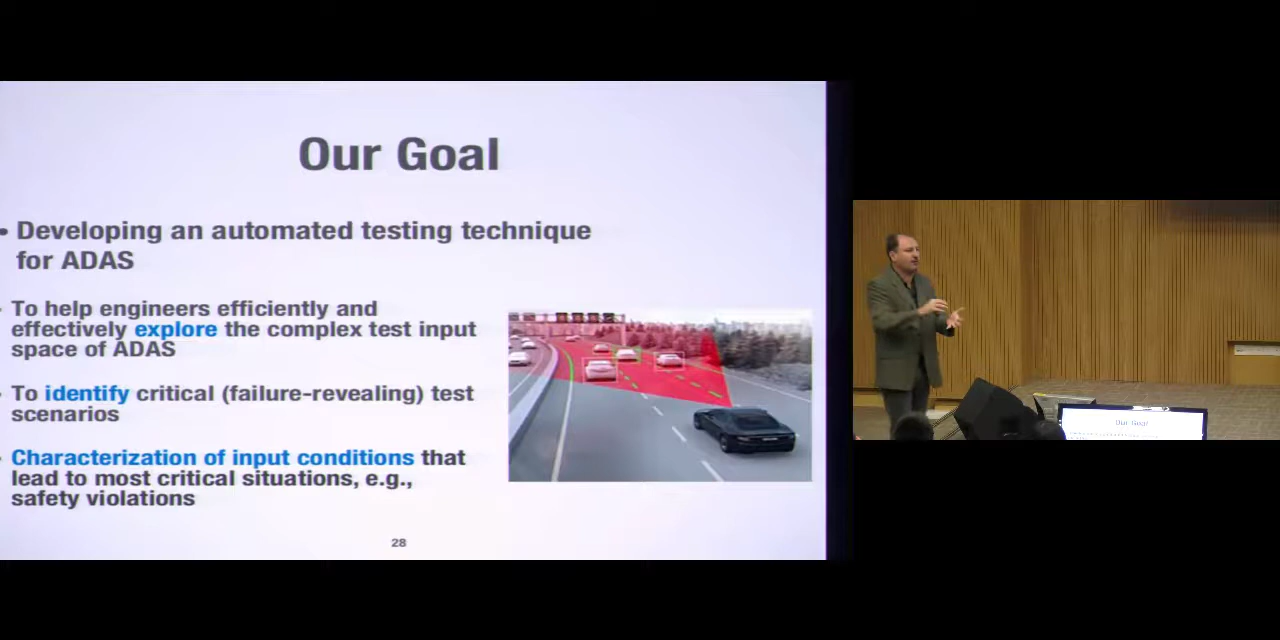 Our Goal
• Developing an automated testing technique
for ADAS
- To help engineers efficiently and
effectively explore the complex test input
space of ADAS
- To identify critical (failure-revealing) test
scenarios
- Characterization of input conditions that
lead to most critical situations, e.g.,
safety violations
28
Our Goal